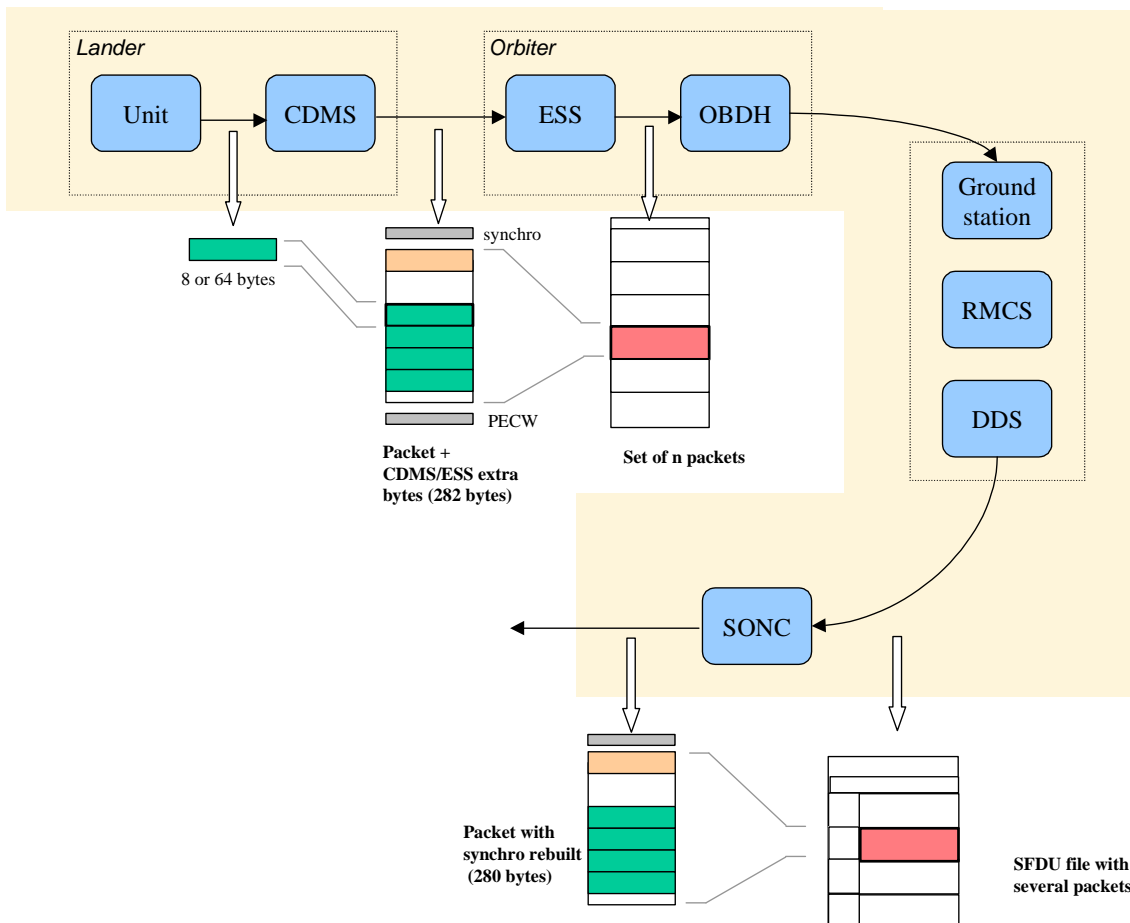 Lander
Orbiter
Unit
CDMS
ESS
OBDH
Ground
station
RMCS
DDS
synchro
8 or 64 bytes
PECW
Packet +
CDMS/ESS extra
bytes (282 bytes)
Set of n packets
SONC
Packet with
synchro rebuilt
(280 bytes)
SFDU file with
several packets